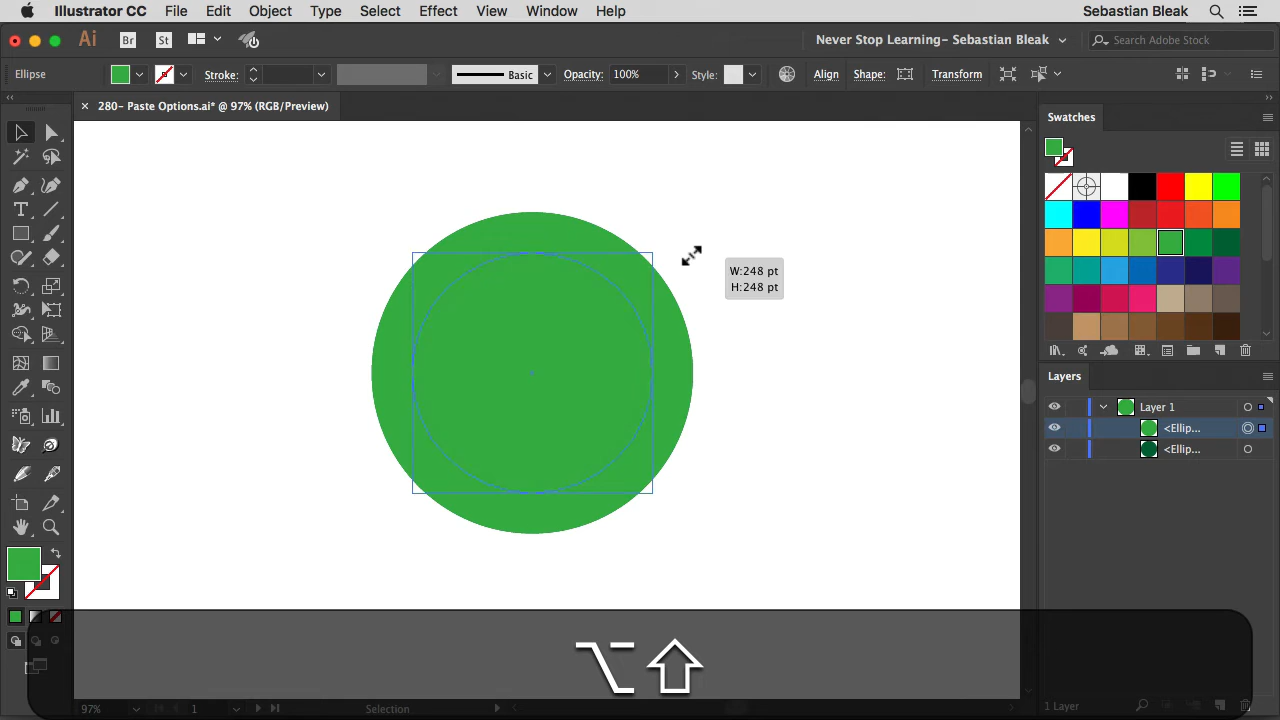 Illustrator CC File Edit Object Type Select Effect View Window Help Sebastian Bleak
Ai Br St Never Stop Learning- Sebastian Bleak Search Adobe Stock
Ellipse Stroke: Basic Opacity: 100% Style: Align Shape: Transform
× 280- Paste Options.ai* @ 97% (RGB/Preview)
Swatches
W:248 pt
H:248 pt
Layers
Layer 1
<Ellip...
<Ellip...
97% 1 Selection 1 Layer